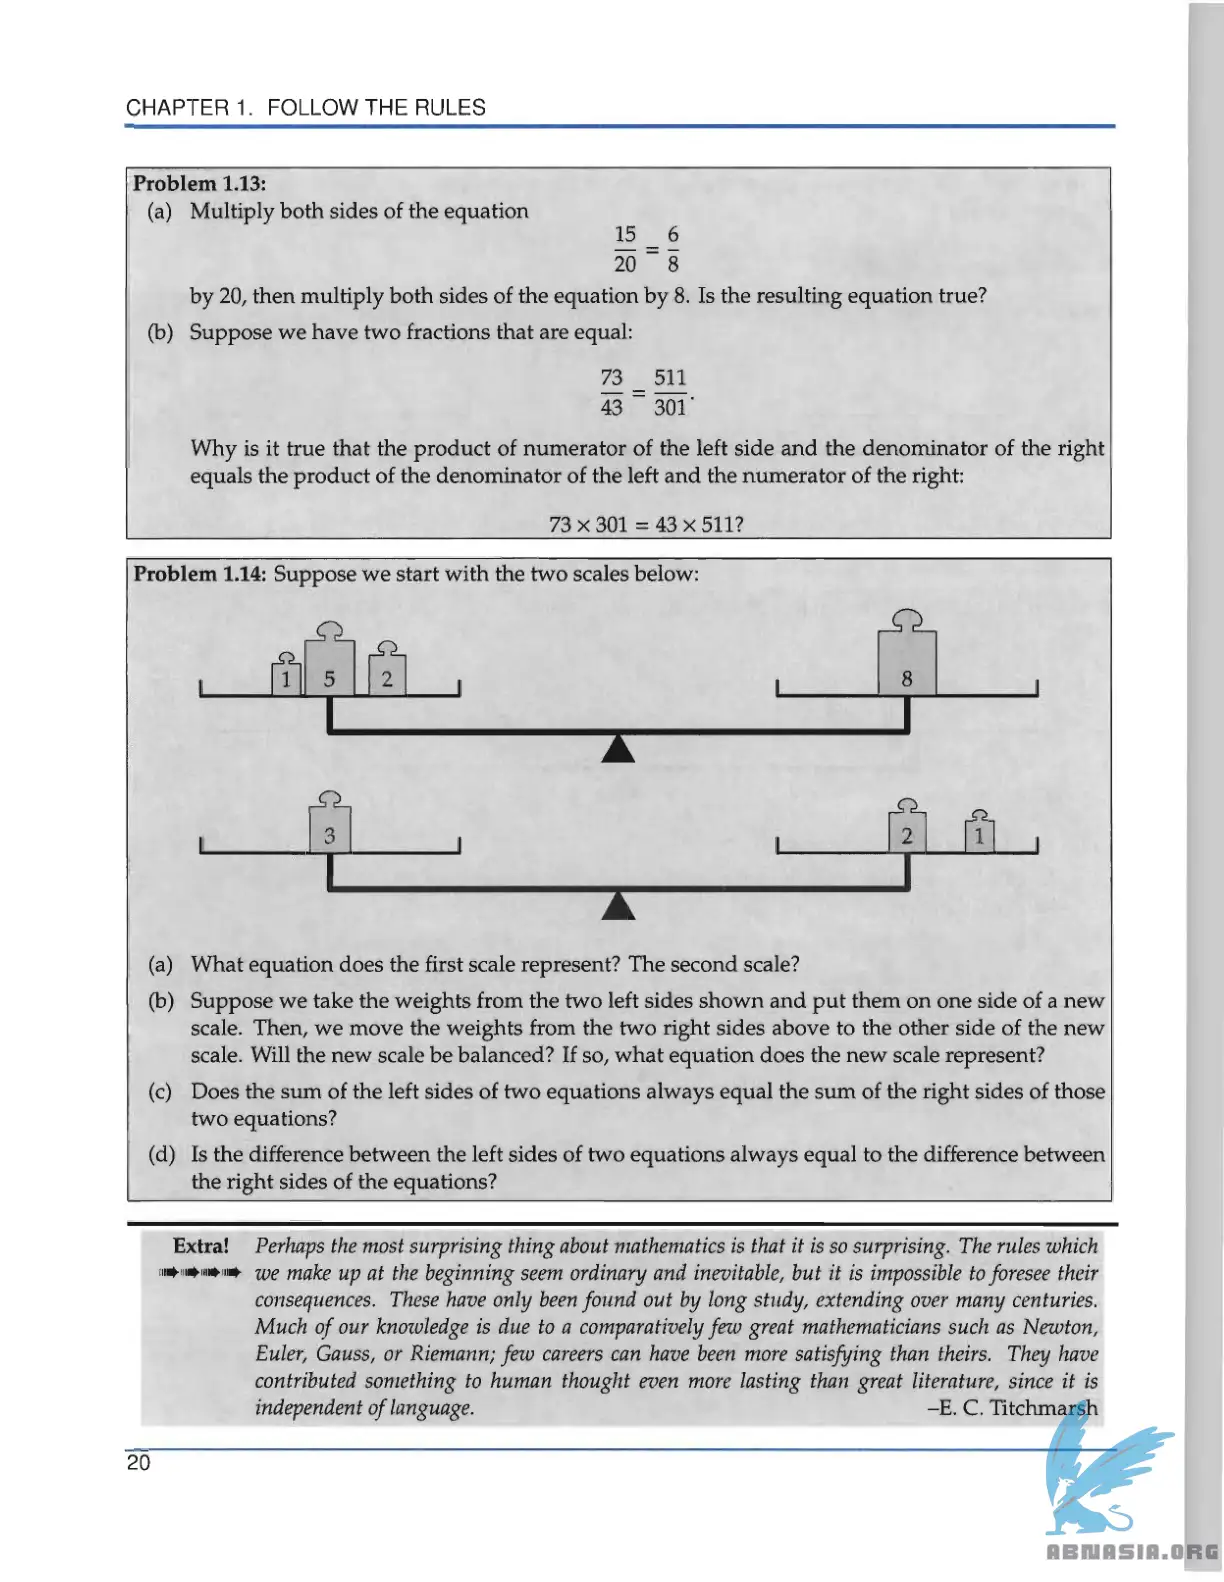 CHAPTER 1. FOLLOW THE RULES
Problem 1.13:
(a) Multiply both sides of the equation
15/20 = 6/8
by 20, then multiply both sides of the equation by 8. Is the resulting equation true?
(b) Suppose we have two fractions that are equal:
73/43 = 511/301.
Why is it true that the product of numerator of the left side and the denominator of the right
equals the product of the denominator of the left and the numerator of the right:
73 × 301 = 43 × 511?
Problem 1.14: Suppose we start with the two scales below:
1 5 2 8
3 2 1
(a) What equation does the first scale represent? The second scale?
(b) Suppose we take the weights from the two left sides shown and put them on one side of a new
scale. Then, we move the weights from the two right sides above to the other side of the new
scale. Will the new scale be balanced? If so, what equation does the new scale represent?
(c) Does the sum of the left sides of two equations always equal the sum of the right sides of those
two equations?
(d) Is the difference between the left sides of two equations always equal to the difference between
the right sides of the equations?
Extra! Perhaps the most surprising thing about mathematics is that it is so surprising. The rules which
we make up at the beginning seem ordinary and inevitable, but it is impossible to foresee their
consequences. These have only been found out by long study, extending over many centuries.
Much of our knowledge is due to a comparatively few great mathematicians such as Newton,
Euler, Gauss, or Riemann; few careers can have been more satisfying than theirs. They have
contributed something to human thought even more lasting than great literature, since it is
independent of language. –E. C. Titchmarsh
20
ABNASIA.ORG